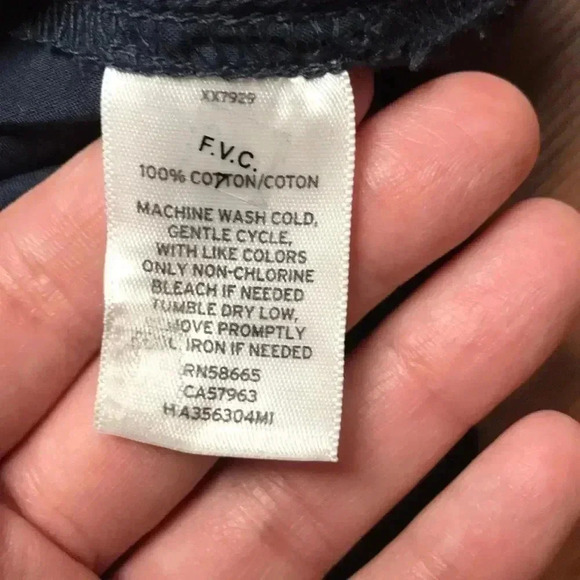 XX7929
F.V.C.
100% COTTON/COTON
MACHINE WASH COLD,
GENTLE CYCLE,
WITH LIKE COLORS
ONLY NON-CHLORINE
BLEACH IF NEEDED
TUMBLE DRY LOW,
PROMPTLY
IRON IF NEEDED
RN58665
CA57963